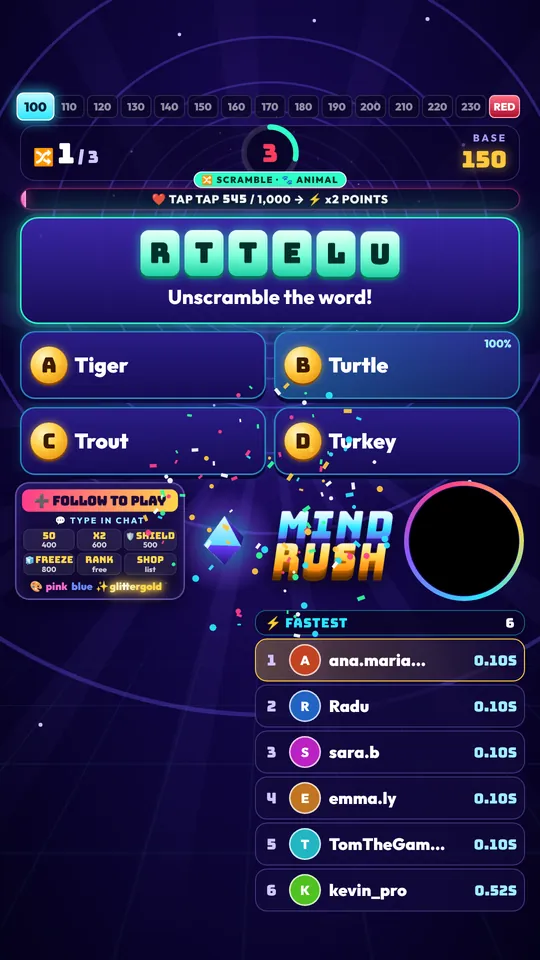 100 110 120 130 140 150 160 170 180 190 200 210 220 230 RED
1 / 3
3
BASE
150
SCRAMBLE · ANIMAL
TAP TAP 545 / 1,000 → ⚡ x2 POINTS
R T T E L U
Unscramble the word!
A Tiger
B Turtle
100%
C Trout
D Turkey
FOLLOW TO PLAY
TYPE IN CHAT
50 X2 SHIELD
400 600 500
FREEZE RANK SHOP
800 free list
pink blue glittergold
MIND
RUSH
FASTEST 6
1 A ana.maria... 0.10S
2 R Radu 0.10S
3 S sara.b 0.10S
4 E emma.ly 0.10S
5 T TomTheGam... 0.10S
6 K kevin_pro 0.52S